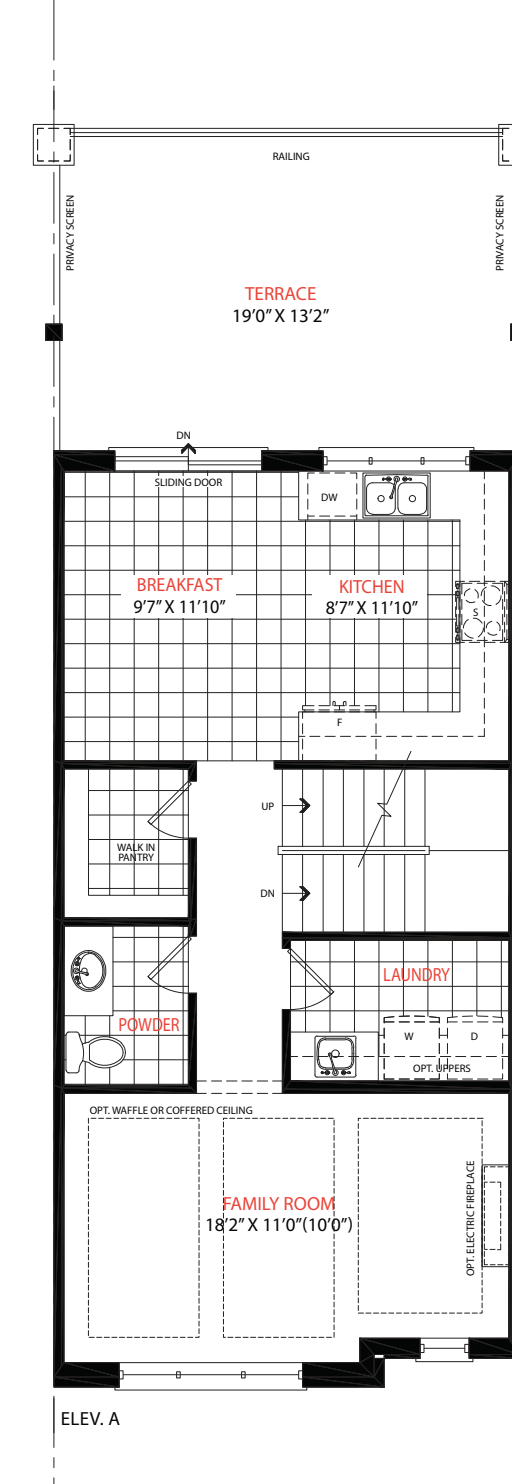 RAILING
PRIVACY SCREEN
PRIVACY SCREEN
TERRACE
19'0" X 13'2"
DN
SLIDING DOOR
DW
BREAKFAST
9'7" X 11'10"
KITCHEN
8'7" X 11'10"
S
F
UP
WALK IN
PANTRY
DN
LAUNDRY
POWDER
W
D
OPT. UPPERS
OPT. WAFFLE OR COFFERED CEILING
FAMILY ROOM
18'2" X 11'0"(10'0")
OPT. ELECTRIC FIREPLACE
ELEV. A